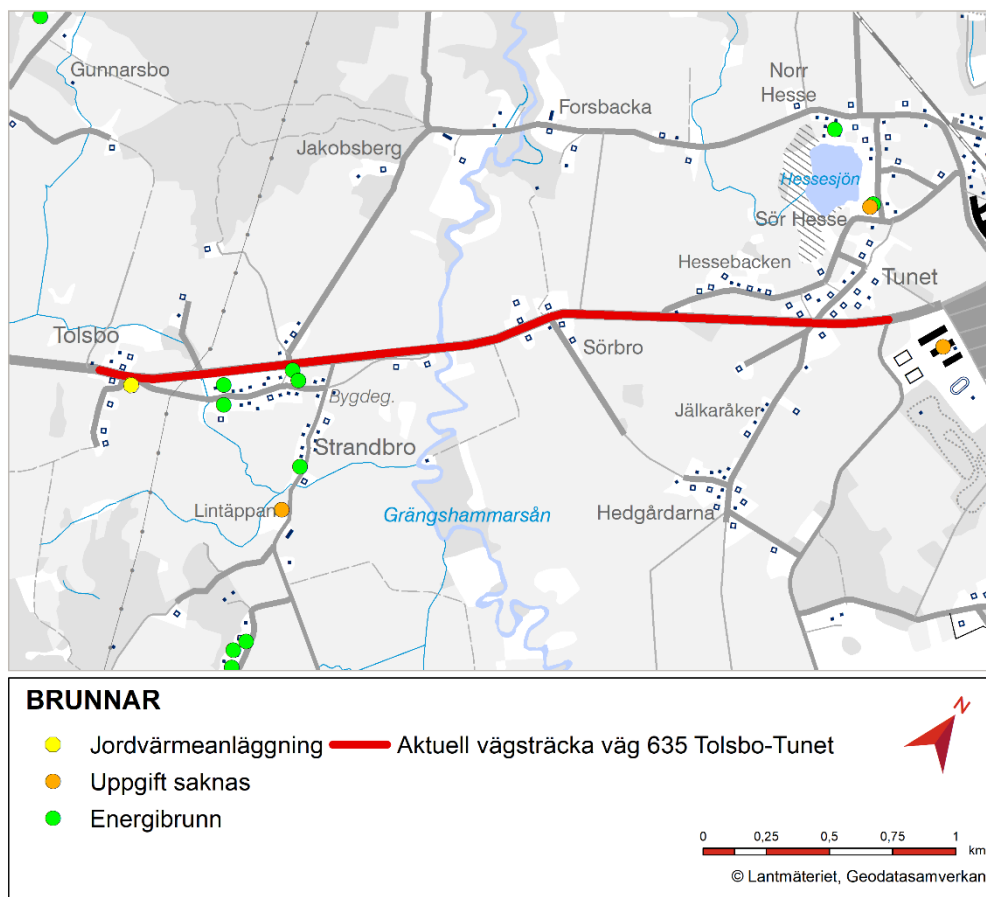 Gunnarsbo
Norr
Hesse
Forsbacka
Jakobsberg
Hessesjön
Sör Hesse
Hessebacken
Tunet
Tolsbo
Sörbro
Bygdeg.
Jälkaråker
Strandbro
Lintäppan
Grängshammarsån
Hedgårdarna
BRUNNAR
Jordvärmeanläggning
Aktuell vägsträcka väg 635 Tolsbo-Tunet
Uppgift saknas
Energibrunn
N
0 0,25 0,5 0,75 1
km
© Lantmäteriet, Geodatasamverkan